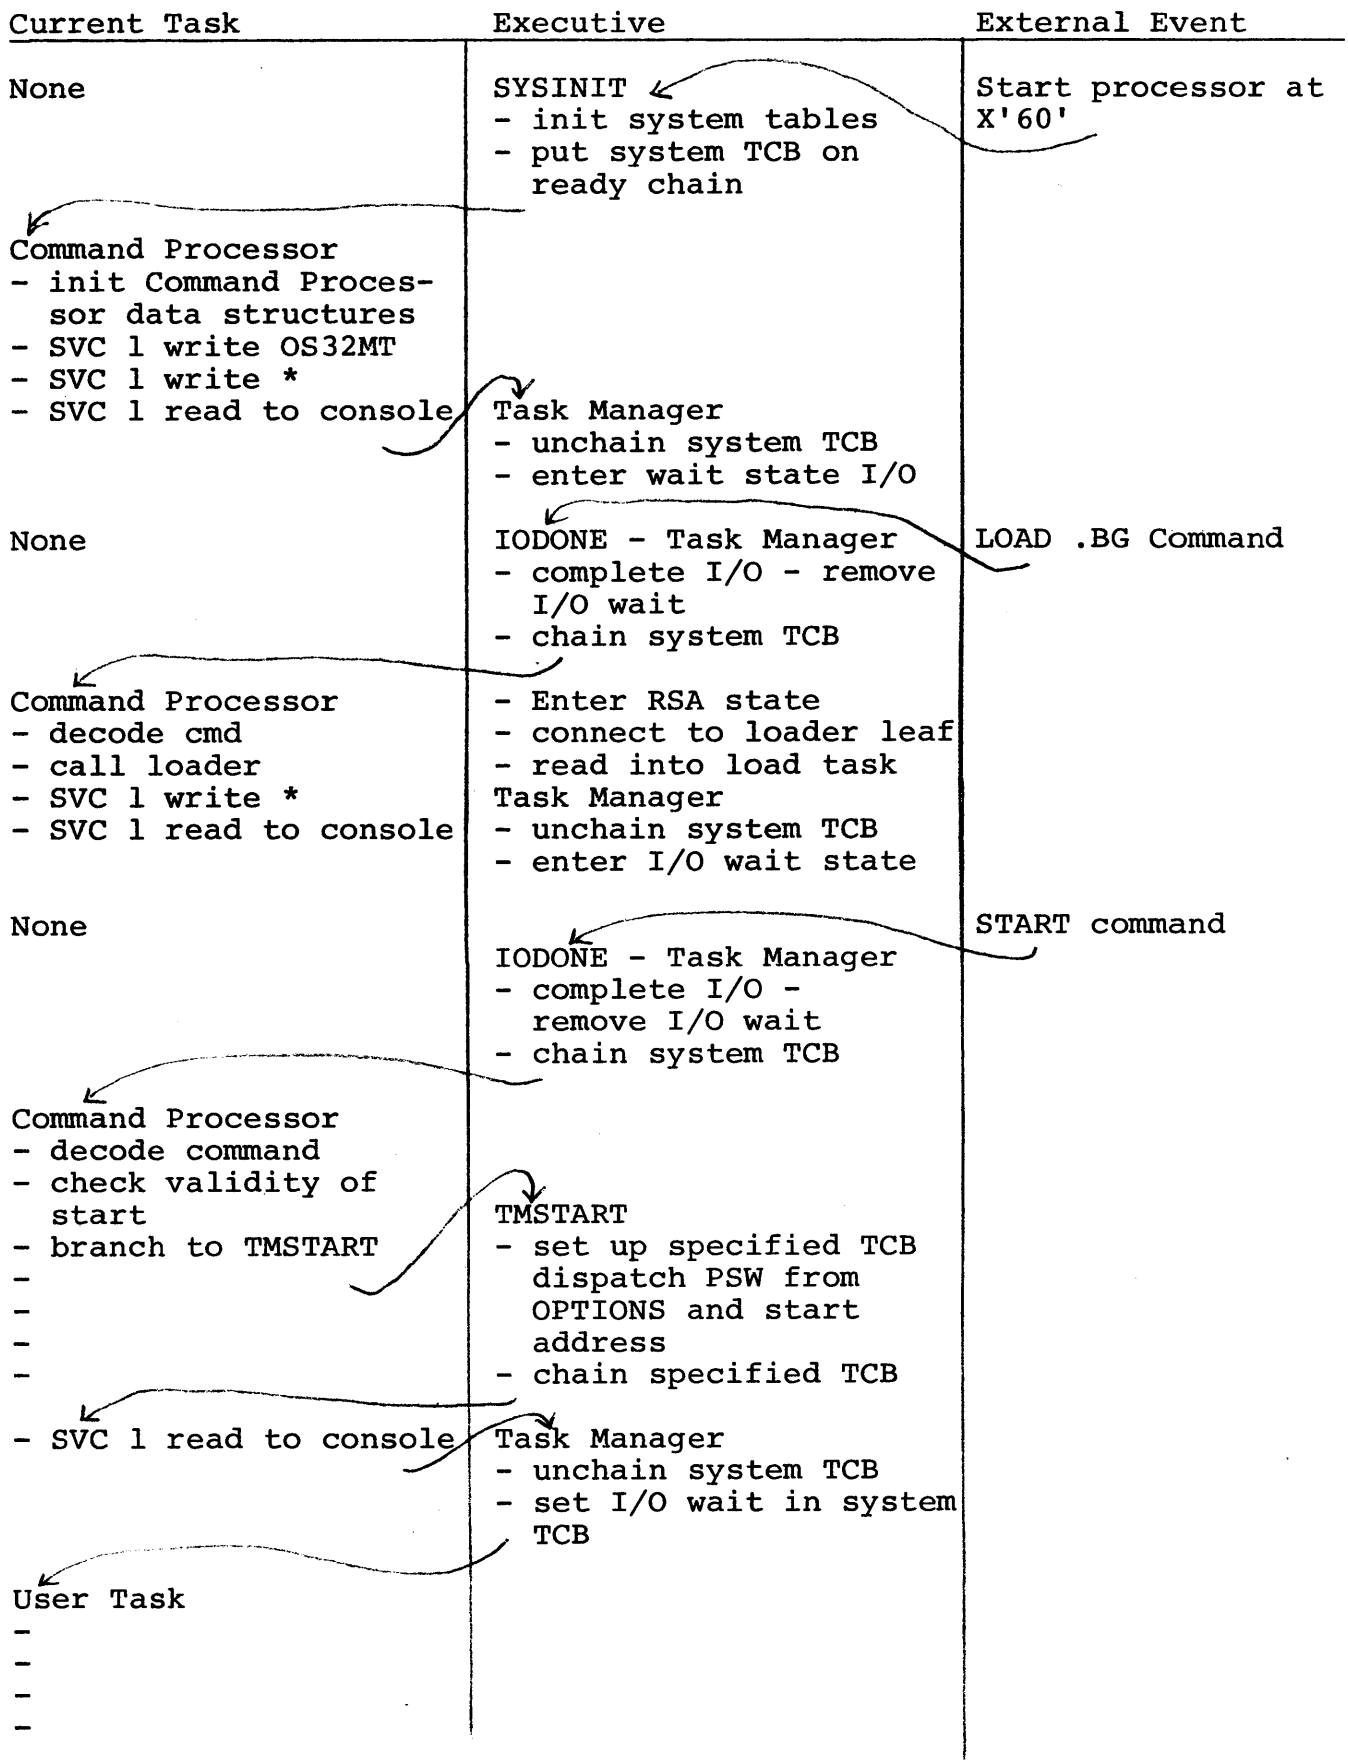 Current Task Executive External Event
None SYSINIT Start processor at
- init system tables X'60'
- put system TCB on
ready chain
Command Processor
- init Command Proces-
sor data structures
- SVC 1 write OS32MT
- SVC 1 write *
- SVC 1 read to console Task Manager
- unchain system TCB
- enter wait state I/O
None IODONE - Task Manager LOAD .BG Command
- complete I/O - remove
I/O wait
- chain system TCB
Command Processor - Enter RSA state
- decode cmd - connect to loader leaf
- call loader - read into load task
- SVC 1 write * Task Manager
- SVC 1 read to console - unchain system TCB
- enter I/O wait state
None START command
IODONE - Task Manager
- complete I/O -
remove I/O wait
- chain system TCB
Command Processor
- decode command
- check validity of
start TMSTART
- branch to TMSTART - set up specified TCB
- dispatch PSW from
- OPTIONS and start
- address
- - chain specified TCB
- SVC 1 read to console Task Manager
- unchain system TCB
- set I/O wait in system
TCB
User Task
-
-
-
-